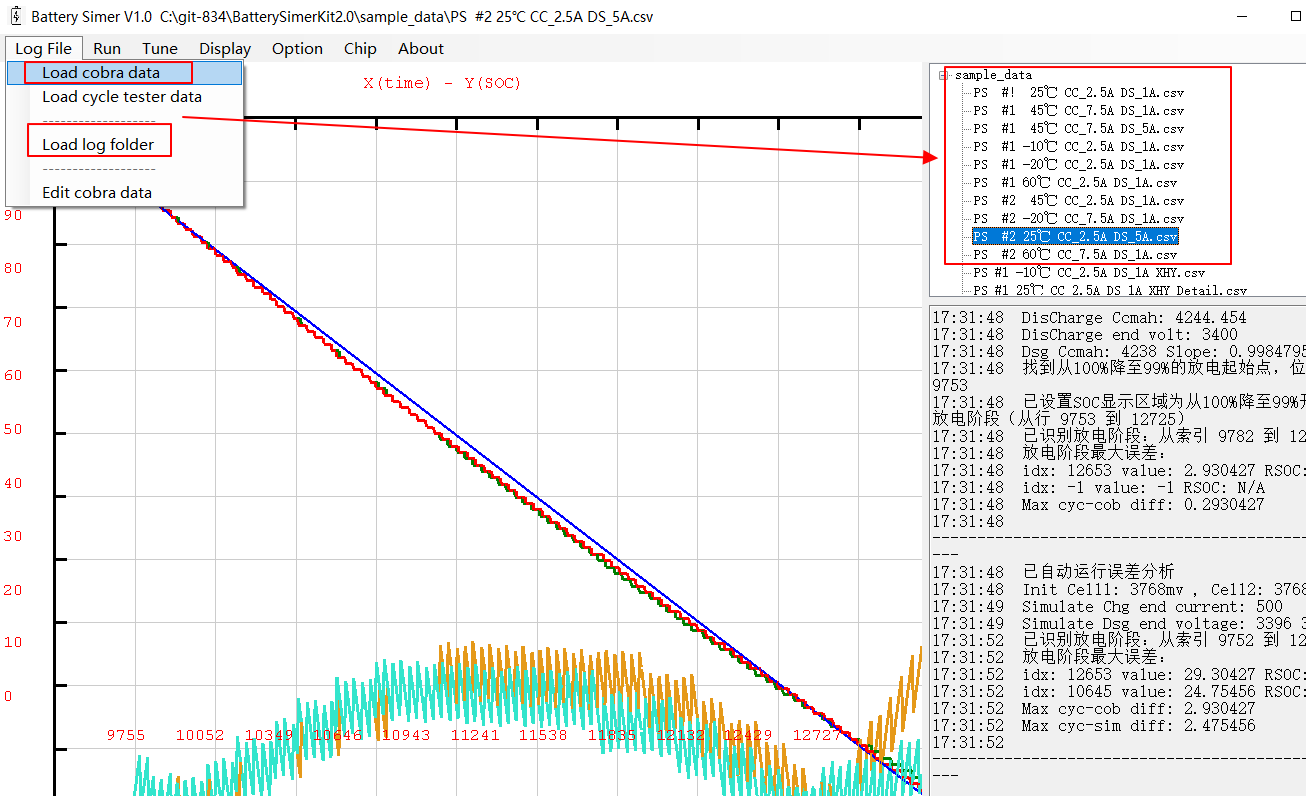 Battery Simer V1.0 C:\git-834\BatterySimerKit2.0\sample_data\PS #2 25℃ CC_2.5A DS_5A.csv
Log File Run Tune Display Option Chip About
Load cobra data
Load cycle tester data
--------------------
Load log folder
--------------------
Edit cobra data
X(time) - Y(SOC)
90
80
70
60
50
40
30
20
10
0
9755 10052 10349 10646 10943 11241 11538 11835 12132 12429 12727
sample_data
PS #! 25℃ CC_2.5A DS_1A.csv
PS #1 45℃ CC_7.5A DS_1A.csv
PS #1 45℃ CC_7.5A DS_5A.csv
PS #1 -10℃ CC_2.5A DS_1A.csv
PS #1 -20℃ CC_2.5A DS_1A.csv
PS #1 60℃ CC_2.5A DS_1A.csv
PS #2 45℃ CC_2.5A DS_1A.csv
PS #2 -20℃ CC_7.5A DS_1A.csv
PS #2 25℃ CC_2.5A DS_5A.csv
PS #2 60℃ CC_7.5A DS_1A.csv
PS #1 -10℃ CC_2.5A DS_1A XHY.csv
PS #1 25℃ CC_2.5A DS_1A XHY Detail.csv
17:31:48 DisCharge Ccmah: 4244.454
17:31:48 DisCharge end volt: 3400
17:31:48 Dsg Ccmah: 4238 Slope: 0.9984795
17:31:48 找到从100%降至99%的放电起始点，位
9753
17:31:48 已设置SOC显示区域为从100%降至99%开
放电阶段（从行 9753 到 12725）
17:31:48 已识别放电阶段：从索引 9782 到 12
17:31:48 放电阶段最大误差：
17:31:48 idx: 12653 value: 2.930427 RSOC:
17:31:48 idx: -1 value: -1 RSOC: N/A
17:31:48 Max cyc-cob diff: 0.2930427
17:31:48
----------------------------------------
---
17:31:48 已自动运行误差分析
17:31:48 Init Cell1: 3768mv , Cell2: 3768
17:31:49 Simulate Chg end current: 500
17:31:49 Simulate Dsg end voltage: 3396 3
17:31:52 已识别放电阶段：从索引 9752 到 12
17:31:52 放电阶段最大误差：
17:31:52 idx: 12653 value: 29.30427 RSOC:
17:31:52 idx: 10645 value: 24.75456 RSOC:
17:31:52 Max cyc-cob diff: 2.930427
17:31:52 Max cyc-sim diff: 2.475456
17:31:52
----------------------------------------
---